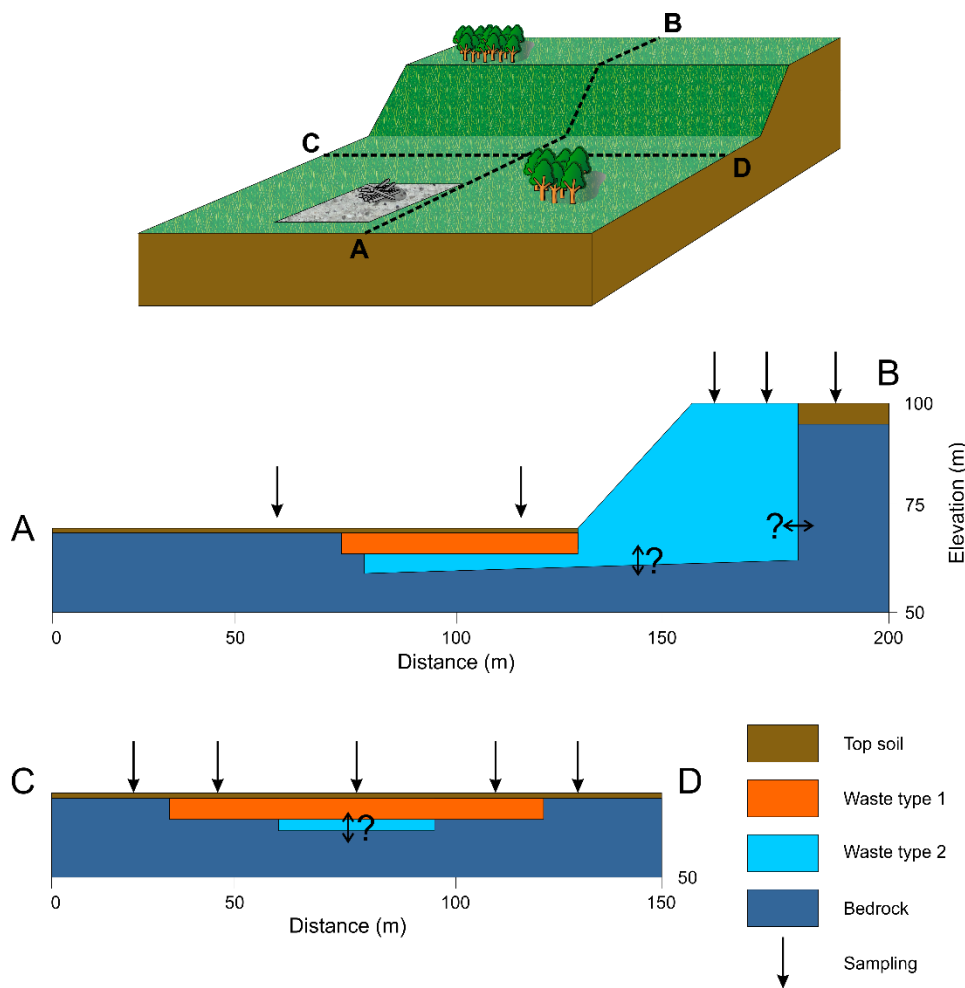 B
C
D
A
B
A
100
75
50
Elevation (m)
?
?
0
50
100
150
200
Distance (m)
C
D
?
50
0
50
100
150
Distance (m)
Top soil
Waste type 1
Waste type 2
Bedrock
Sampling